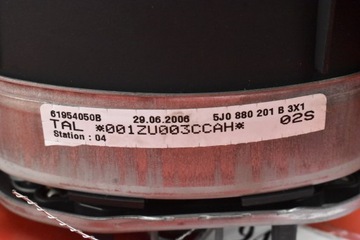 61954050B 29.06.2006 5J0 880 201 B 3X1
TAL *001ZU003CCAH* 02S
Station : 04